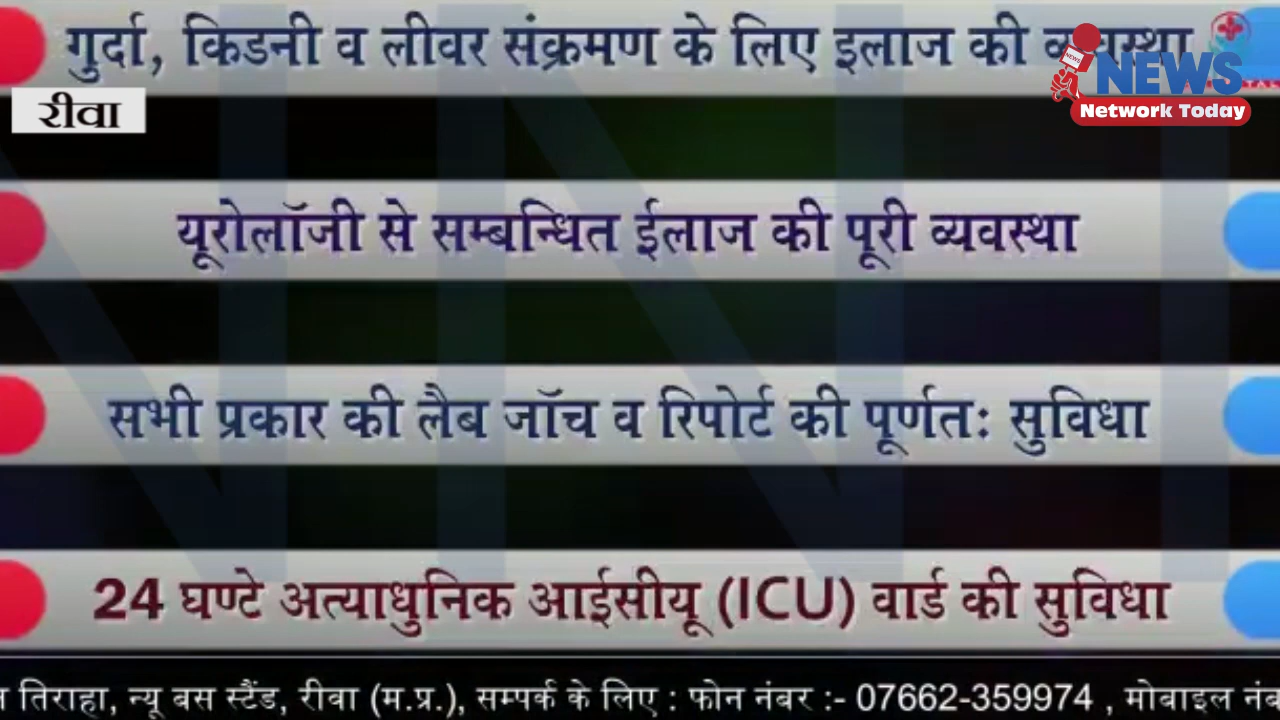 गुर्दा, किडनी व लीवर संक्रमण के लिए इलाज की व्यवस्था
NEWS
Network Today
रीवा
यूरोलॉजी से सम्बन्धित ईलाज की पूरी व्यवस्था
सभी प्रकार की लैब जॉच व रिपोर्ट की पूर्णतः सुविधा
24 घण्टे अत्याधुनिक आईसीयू (ICU) वार्ड की सुविधा
तिराहा, न्यू बस स्टैंड, रीवा (म.प्र.), सम्पर्क के लिए : फोन नंबर :- 07662-359974 , मोबाइल